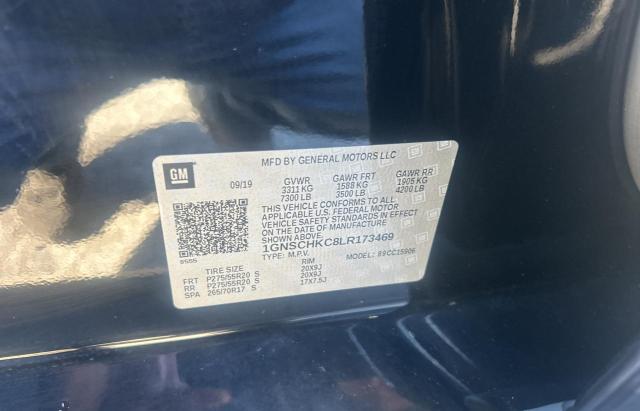 GM
MFD BY GENERAL MOTORS LLC
09/19 GVWR GAWR FRT GAWR RR
3311 KG 1588 KG 1905 KG
7300 LB 3500 LB 4200 LB
THIS VEHICLE CONFORMS TO ALL
APPLICABLE U.S. FEDERAL MOTOR
VEHICLE SAFETY STANDARDS IN EFFECT
ON THE DATE OF MANUFACTURE
SHOWN ABOVE.
1GNSCHKC8LR173469
TYPE: M.P.V. 89CC15906
TIRE SIZE RIM
FRT P275/55R20 S 20X9J
RR P275/55R20 S 20X9J
SPA 265/70R17 S 17X7.5J